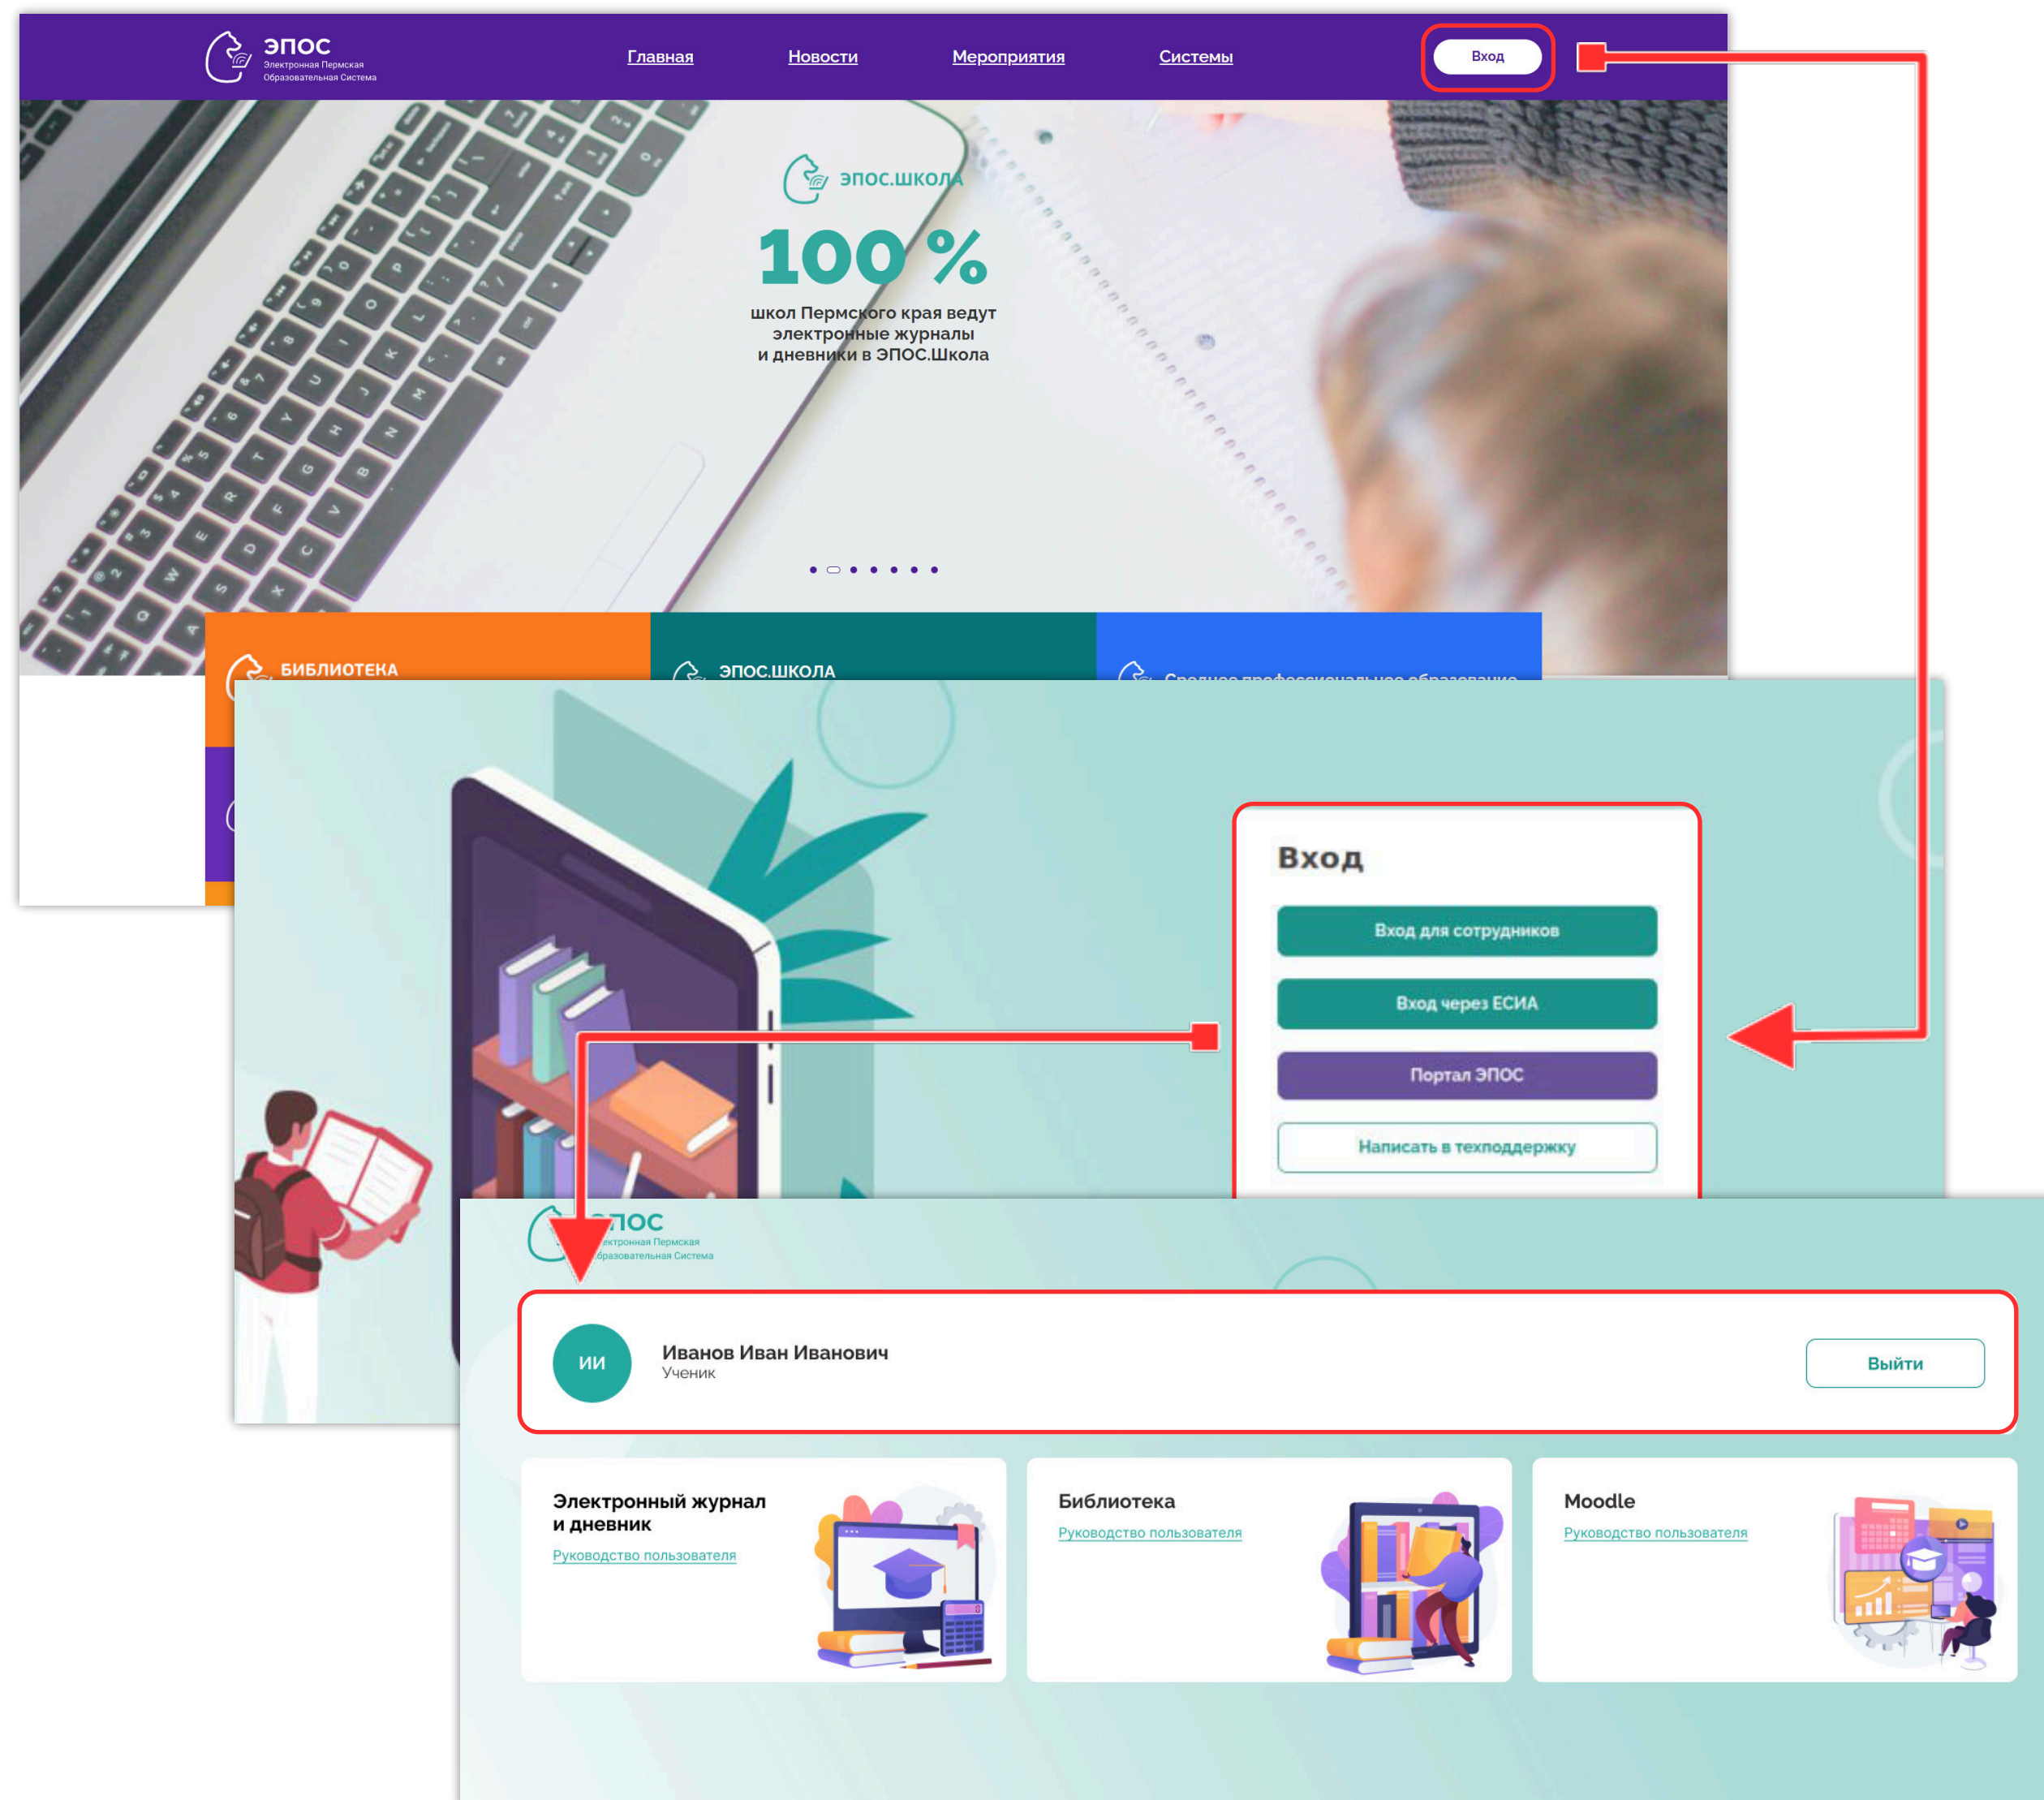 ЭПОС
Электронная Пермская
Образовательная Система
Главная
Новости
Мероприятия
Системы
Вход
ЭПОС.ШКОЛА
100 %
школ Пермского края ведут
электронные журналы
и дневники в ЭПОС.Школа
БИБЛИОТЕКА
ЭПОС.ШКОЛА
Среднее профессиональное образование
Вход
Вход для сотрудников
Вход через ЕСИА
Портал ЭПОС
Написать в техподдержку
ЭПОС
Пермская
Система
ИИ
Иванов Иван Иванович
Ученик
Выйти
Электронный журнал
и дневник
Руководство пользователя
Библиотека
Руководство пользователя
Moodle
Руководство пользователя